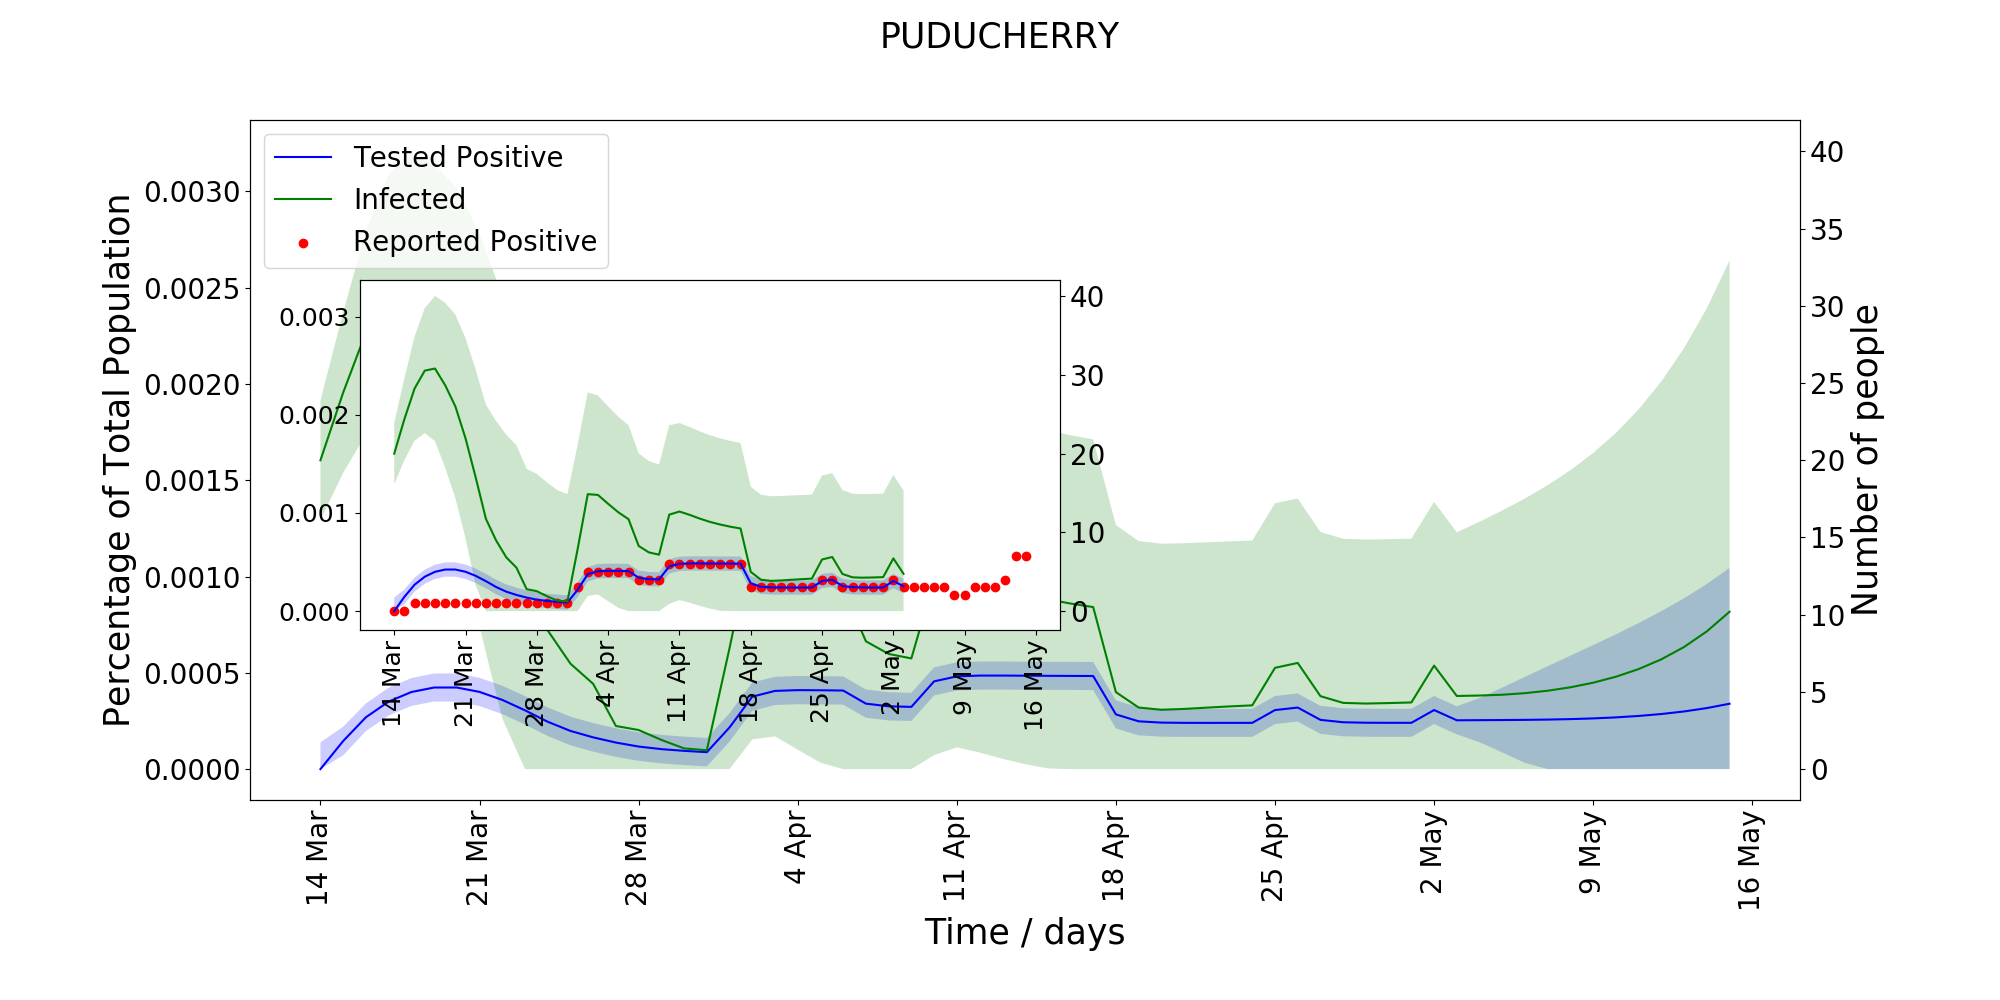 PUDUCHERRY
Tested Positive
Infected
Reported Positive
Percentage of Total Population
0.0030
0.0025
0.0020
0.0015
0.0010
0.0005
0.0000
0.003
0.002
0.001
0.000
40
30
20
10
0
14 Mar
21 Mar
28 Mar
4 Apr
11 Apr
18 Apr
25 Apr
2 May
9 May
16 May
40
35
30
25
20
15
10
5
0
Number of people
14 Mar
21 Mar
28 Mar
4 Apr
11 Apr
18 Apr
25 Apr
2 May
9 May
16 May
Time / days